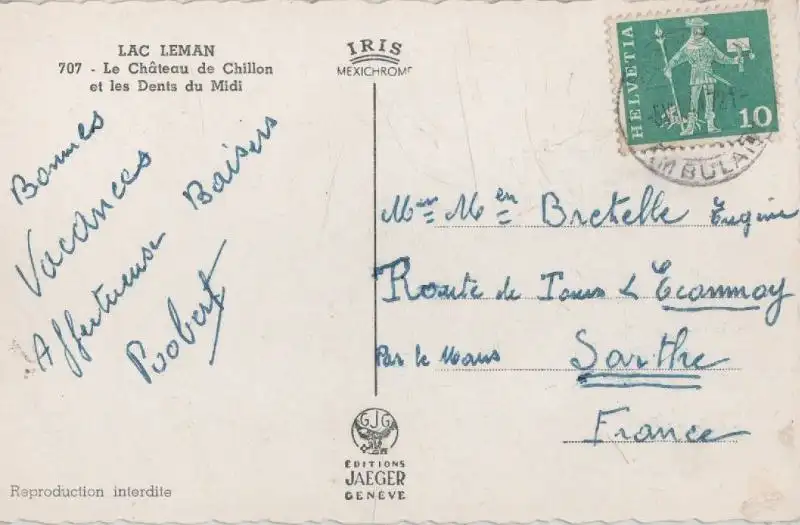 LAC LEMAN
707 - Le Château de Chillon
et les Dents du Midi
IRIS
MEXICHROME
HELVETIA
10
AMBULANT
Bonnes
Vacances
Affectueux Baisers
Roobert
Mr Mme Bretelle Eugène
Route de Tours à Ecommoy
Par le Mans
Sarthe
France
GJG
ÉDITIONS
JAEGER
GENÈVE
Reproduction interdite